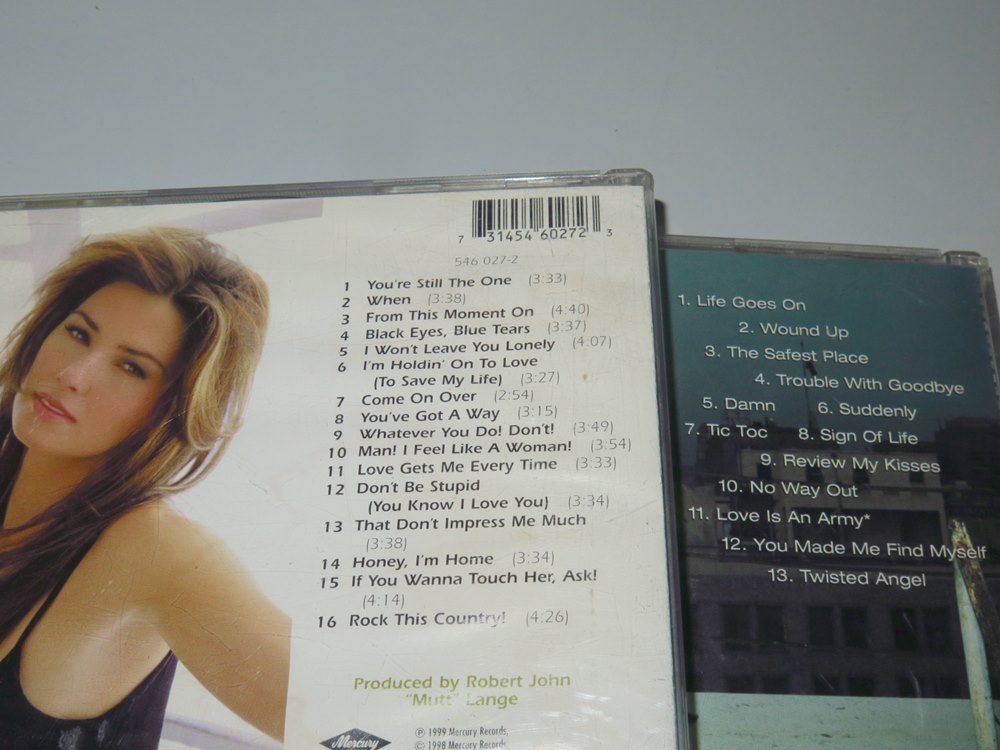 7 31454 60272 3
546 027-2
1 You're Still The One (3:33)
2 When (3:38)
3 From This Moment On (4:40)
4 Black Eyes, Blue Tears (3:37)
5 I Won't Leave You Lonely (4:07)
6 I'm Holdin' On To Love
(To Save My Life) (3:27)
7 Come On Over (2:54)
8 You've Got A Way (3:15)
9 Whatever You Do! Don't! (3:49)
10 Man! I Feel Like A Woman! (3:54)
11 Love Gets Me Every Time (3:33)
12 Don't Be Stupid
(You Know I Love You) (3:34)
13 That Don't Impress Me Much
(3:38)
14 Honey, I'm Home (3:34)
15 If You Wanna Touch Her, Ask!
(4:14)
16 Rock This Country! (4:26)
Produced by Robert John
"Mutt" Lange
Mercury
℗ 1999 Mercury Records,
© 1998 Mercury Records
1. Life Goes On
2. Wound Up
3. The Safest Place
4. Trouble With Goodbye
5. Damn 6. Suddenly
7. Tic Toc 8. Sign Of Life
9. Review My Kisses
10. No Way Out
11. Love Is An Army*
12. You Made Me Find Myself
13. Twisted Angel